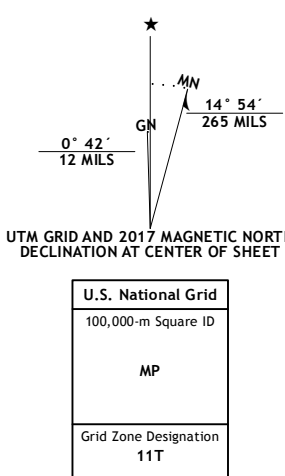 ★
MN
GN
0° 42´
12 MILS
14° 54´
265 MILS
UTM GRID AND 2017 MAGNETIC NORT
DECLINATION AT CENTER OF SHEET
U.S. National Grid
100,000-m Square ID
MP
Grid Zone Designation
11T